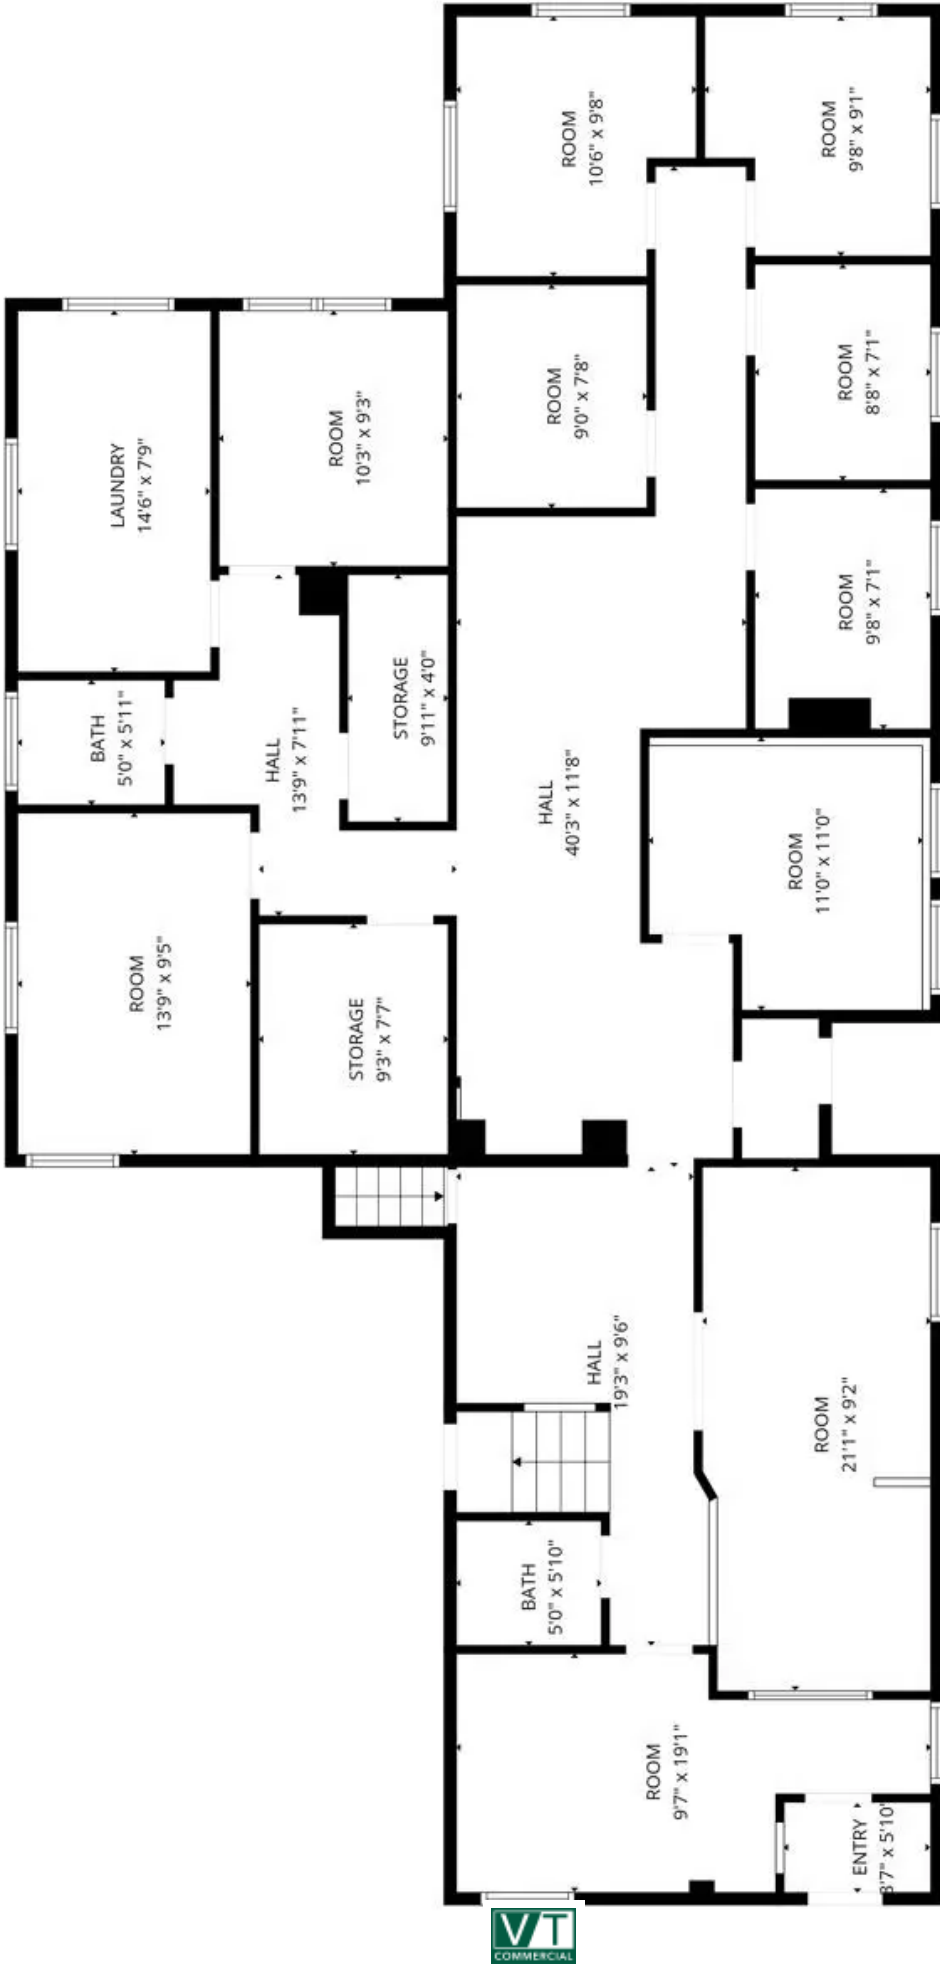 ROOM
10'6" x 9'8"
ROOM
9'8" x 9'1"
ROOM
9'0" x 7'8"
ROOM
8'8" x 7'1"
LAUNDRY
14'6" x 7'9"
ROOM
10'3" x 9'3"
ROOM
9'8" x 7'1"
STORAGE
9'11" x 4'0"
BATH
5'0" x 5'11"
HALL
13'9" x 7'11"
HALL
40'3" x 11'8"
ROOM
11'0" x 11'0"
ROOM
13'9" x 9'5"
STORAGE
9'3" x 7'7"
HALL
19'3" x 9'6"
ROOM
21'1" x 9'2"
BATH
5'0" x 5'10"
ROOM
9'7" x 19'1"
ENTRY
3'7" x 5'10"
V/T
COMMERCIAL